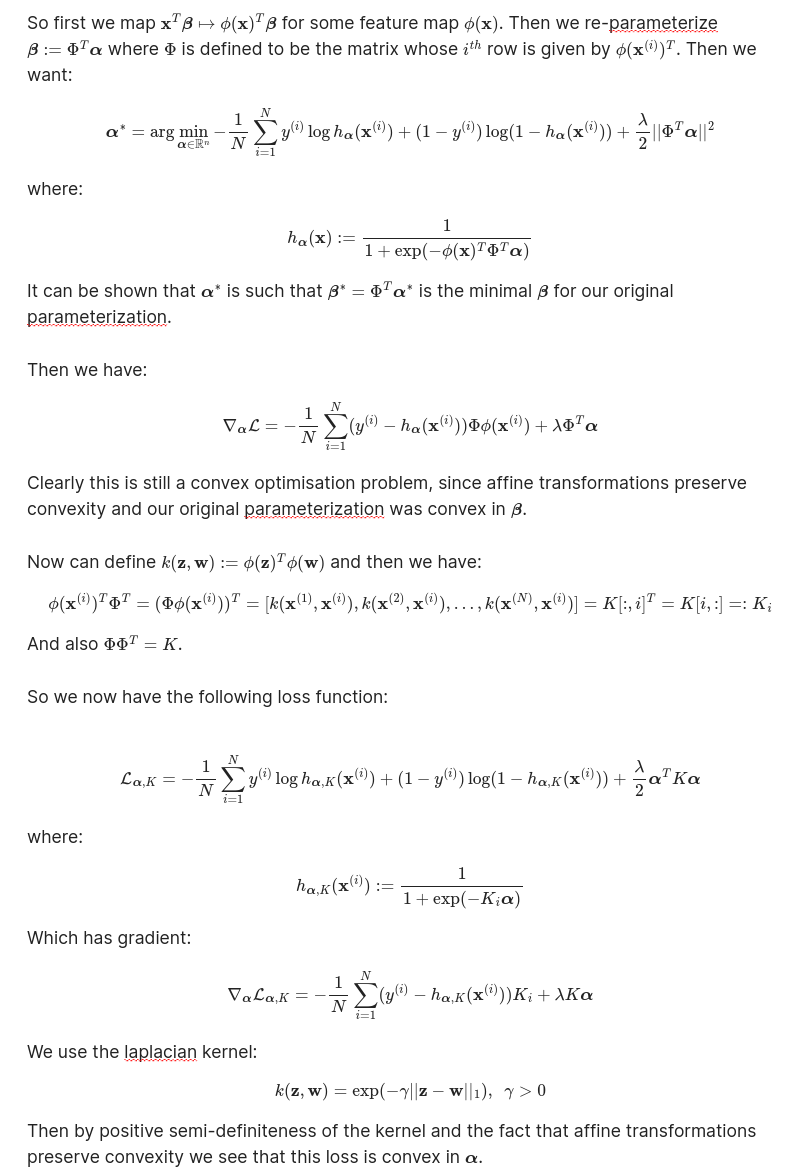 So first we map $\mathbf{x}^T\boldsymbol{\beta} \mapsto \phi(\mathbf{x})^T\boldsymbol{\beta}$ for some feature map $\phi(\mathbf{x})$. Then we re-parameterize
$\boldsymbol{\beta} := \Phi^T\boldsymbol{\alpha}$ where $\Phi$ is defined to be the matrix whose $i^{th}$ row is given by $\phi(\mathbf{x}^{(i)})^T$. Then we
want:
$\boldsymbol{\alpha}^* = \arg\min_{\boldsymbol{\alpha} \in \mathbb{R}^n} -\frac{1}{N}\sum_{i=1}^{N} y^{(i)} \log h_{\boldsymbol{\alpha}}(\mathbf{x}^{(i)}) + (1 - y^{(i)}) \log(1 - h_{\boldsymbol{\alpha}}(\mathbf{x}^{(i)})) + \frac{\lambda}{2}||\Phi^T\boldsymbol{\alpha}||^2$
where:
$h_{\boldsymbol{\alpha}}(\mathbf{x}) := \frac{1}{1 + \exp(-\phi(\mathbf{x})^T\Phi^T\boldsymbol{\alpha})}$
It can be shown that $\boldsymbol{\alpha}^*$ is such that $\boldsymbol{\beta}^* = \Phi^T\boldsymbol{\alpha}^*$ is the minimal $\boldsymbol{\beta}$ for our original
parameterization.
Then we have:
$\nabla_{\boldsymbol{\alpha}}\mathcal{L} = -\frac{1}{N}\sum_{i=1}^{N}(y^{(i)} - h_{\boldsymbol{\alpha}}(\mathbf{x}^{(i)}))\Phi\phi(\mathbf{x}^{(i)}) + \lambda\Phi^T\boldsymbol{\alpha}$
Clearly this is still a convex optimisation problem, since affine transformations preserve
convexity and our original parameterization was convex in $\boldsymbol{\beta}$.
Now can define $k(\mathbf{z}, \mathbf{w}) := \phi(\mathbf{z})^T\phi(\mathbf{w})$ and then we have:
$\phi(\mathbf{x}^{(i)})^T\Phi^T = (\Phi\phi(\mathbf{x}^{(i)}))^T = [k(\mathbf{x}^{(1)}, \mathbf{x}^{(i)}), k(\mathbf{x}^{(2)}, \mathbf{x}^{(i)}), \ldots, k(\mathbf{x}^{(N)}, \mathbf{x}^{(i)})] = K[:, i]^T = K[i, :] =: K_i$
And also $\Phi\Phi^T = K$.
So we now have the following loss function:
$\mathcal{L}_{\boldsymbol{\alpha},K} = -\frac{1}{N}\sum_{i=1}^{N} y^{(i)} \log h_{\boldsymbol{\alpha},K}(\mathbf{x}^{(i)}) + (1 - y^{(i)}) \log(1 - h_{\boldsymbol{\alpha},K}(\mathbf{x}^{(i)})) + \frac{\lambda}{2}\boldsymbol{\alpha}^T K\boldsymbol{\alpha}$
where:
$h_{\boldsymbol{\alpha},K}(\mathbf{x}^{(i)}) := \frac{1}{1 + \exp(-K_i\boldsymbol{\alpha})}$
Which has gradient:
$\nabla_{\boldsymbol{\alpha}}\mathcal{L}_{\boldsymbol{\alpha},K} = -\frac{1}{N}\sum_{i=1}^{N}(y^{(i)} - h_{\boldsymbol{\alpha},K}(\mathbf{x}^{(i)}))K_i + \lambda K\boldsymbol{\alpha}$
We use the laplacian kernel:
$k(\mathbf{z}, \mathbf{w}) = \exp(-\gamma||\mathbf{z} - \mathbf{w}||_1), \;\; \gamma > 0$
Then by positive semi-definiteness of the kernel and the fact that affine transformations
preserve convexity we see that this loss is convex in $\boldsymbol{\alpha}$.